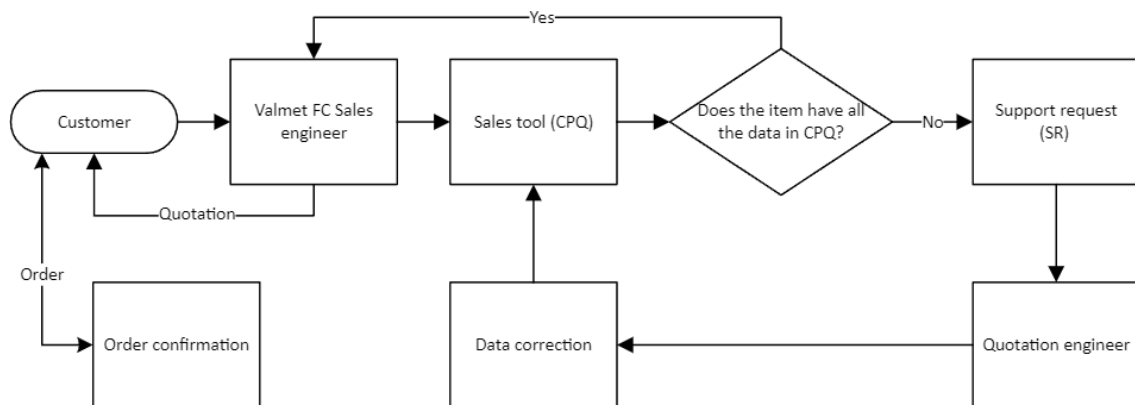 Yes
Customer
Valmet FC Sales
engineer
Sales tool (CPQ)
Does the item have all
the data in CPQ?
No
Support request
(SR)
Quotation
Order
Order confirmation
Data correction
Quotation engineer